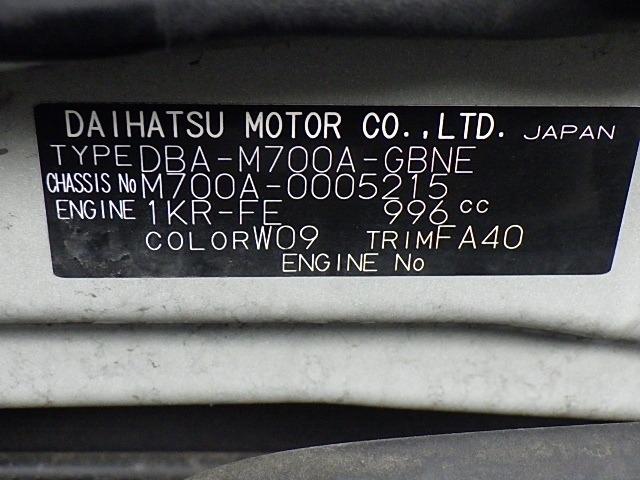 DAIHATSU MOTOR CO.,LTD. JAPAN
TYPE DBA-M700A-GBNE
CHASSIS No M700A-0005215
ENGINE 1KR-FE 996 cc
COLOR W09 TRIM FA40
ENGINE No